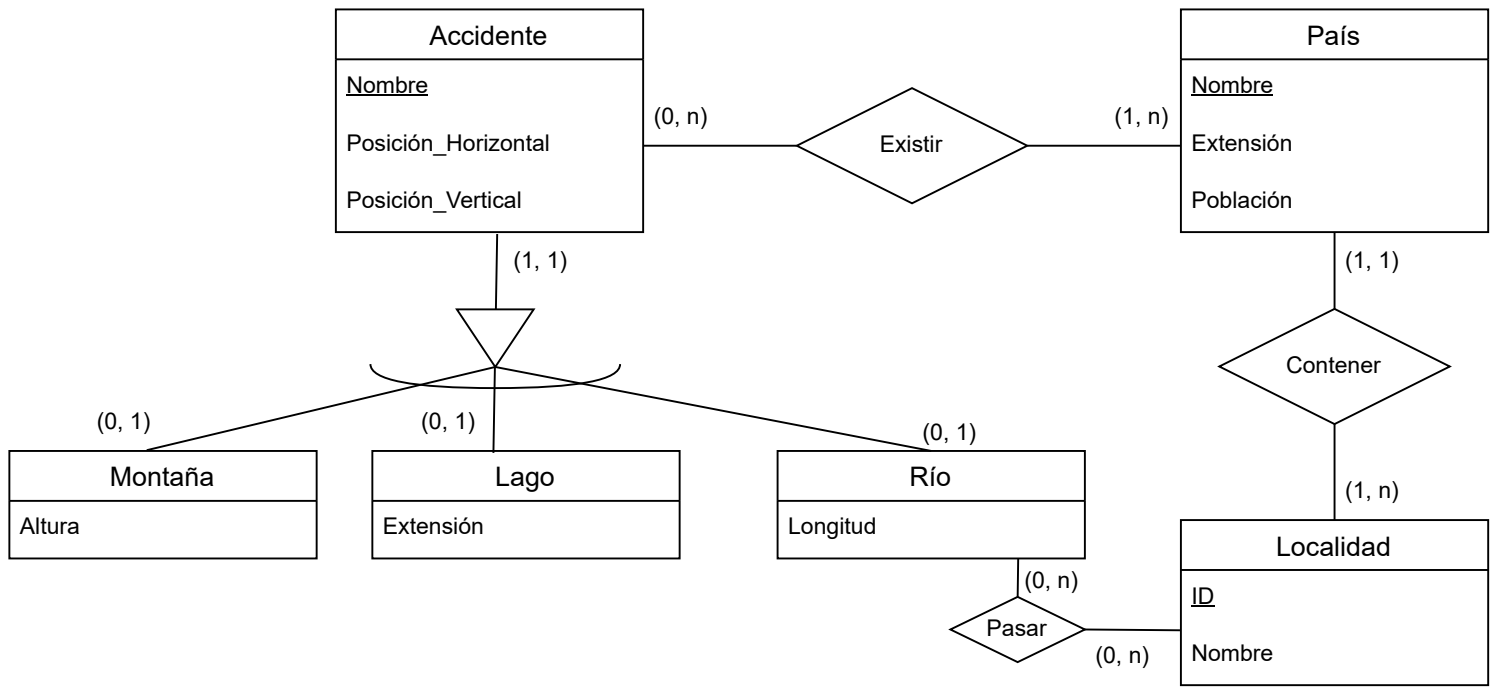 Accidente
Nombre
Posición_Horizontal
Posición_Vertical
(0, n)
Existir
(1, n)
País
Nombre
Extensión
Población
(1, 1)
(1, 1)
Contener
(0, 1)
(0, 1)
(0, 1)
(1, n)
Montaña
Altura
Lago
Extensión
Río
Longitud
Localidad
ID
Nombre
(0, n)
Pasar
(0, n)